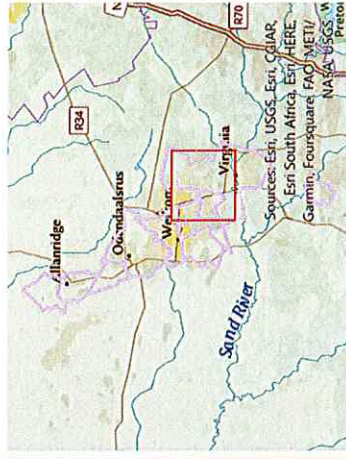 N
R34
R70
Allanridge
Odendaalsrus
Welkom
Virginia
Sand River
Sources: Esri, USGS, Esri, CGIAR,
Esri South Africa, Esri, HERE,
Garmin, Foursquare, FAO, METI/
NASA, USGS